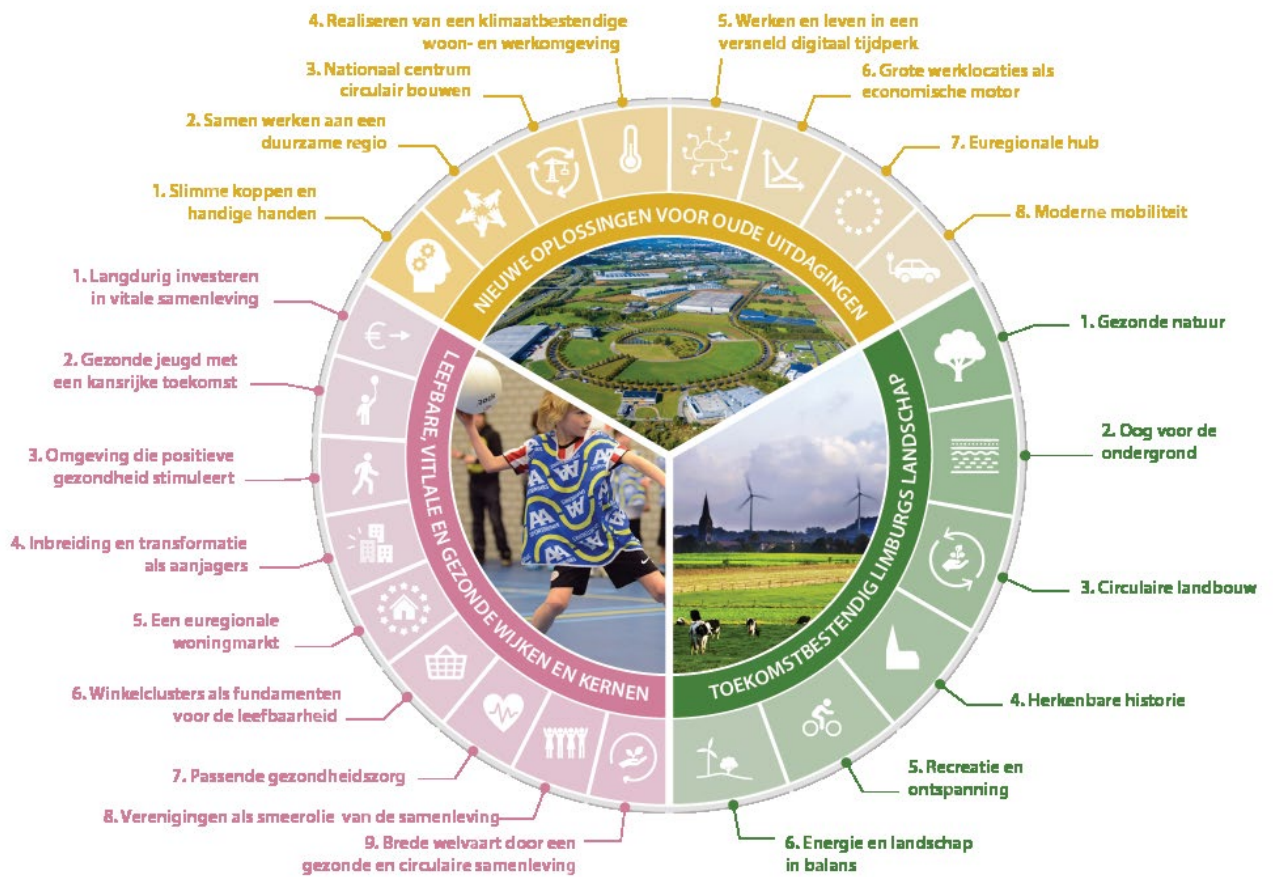 4. Realiseren van een klimaatbestendige
woon- en werkomgeving
5. Werken en leven in een
versneld digitaal tijdperk
3. Nationaal centrum
circulair bouwen
6. Grote werklocaties als
economische motor
2. Samen werken aan een
duurzame regio
7. Euregionale hub
1. Slimme koppen en
handige handen
8. Moderne mobiliteit
NIEUWE OPLOSSINGEN VOOR OUDE UITDAGINGEN
1. Langdurig investeren
in vitale samenleving
2. Gezonde jeugd met
een kansrijke toekomst
3. Omgeving die positieve
gezondheid stimuleert
4. Inbreiding en transformatie
als aanjagers
5. Een euregionale
woningmarkt
6. Winkelclusters als fundamenten
voor de leefbaarheid
7. Passende gezondheidszorg
8. Verenigingen als smeerolie van de samenleving
9. Brede welvaart door een
gezonde en circulaire samenleving
LEEFBARE, VITLALE EN GEZONDE WIJKEN EN KERNEN
AA
AA
AA
1. Gezonde natuur
2. Oog voor de
ondergrond
3. Circulaire landbouw
4. Herkenbare historie
5. Recreatie en
ontspanning
6. Energie en landschap
in balans
TOEKOMSTBESTENDIG LIMBURGS LANDSCHAP